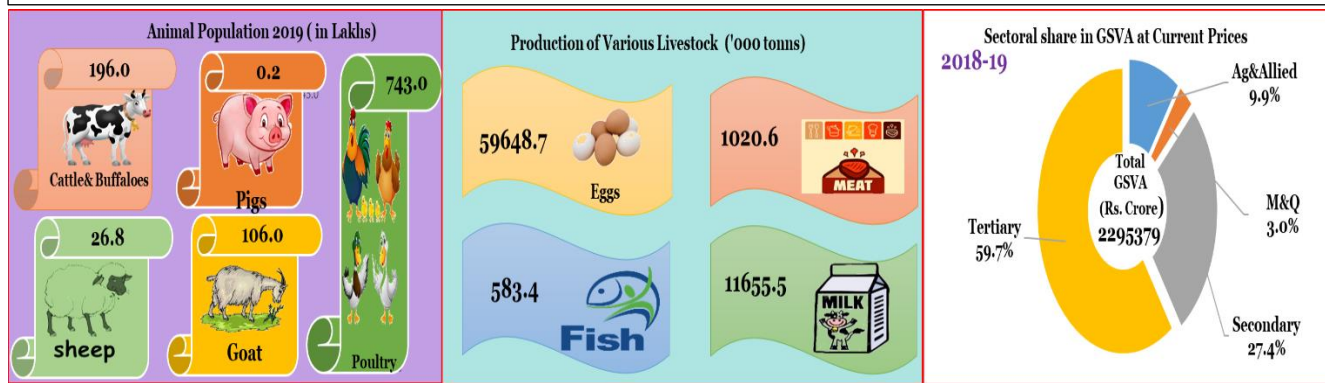 Animal Population 2019 ( in Lakhs)
196.0
Cattle& Buffaloes
0.2
Pigs
743.0
Poultry
26.8
sheep
106.0
Goat
Production of Various Livestock ('000 tonns)
59648.7
Eggs
1020.6
MEAT
583.4
Fish
11655.5
MILK
Sectoral share in GSVA at Current Prices
2018-19
Ag&Allied
9.9%
M&Q
3.0%
Secondary
27.4%
Tertiary
59.7%
Total
GSVA
(Rs. Crore)
2295379